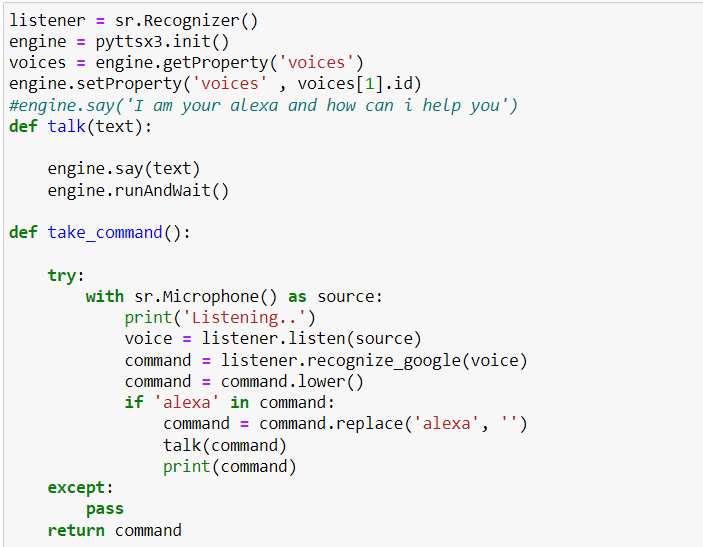 listener = sr.Recognizer()
engine = pyttsx3.init()
voices = engine.getProperty('voices')
engine.setProperty('voices' , voices[1].id)
#engine.say('I am your alexa and how can i help you')
def talk(text):
    engine.say(text)
    engine.runAndWait()
def take_command():
    try:
        with sr.Microphone() as source:
            print('Listening..')
            voice = listener.listen(source)
            command = listener.recognize_google(voice)
            command = command.lower()
            if 'alexa' in command:
                command = command.replace('alexa', '')
                talk(command)
                print(command)
    except:
        pass
    return command